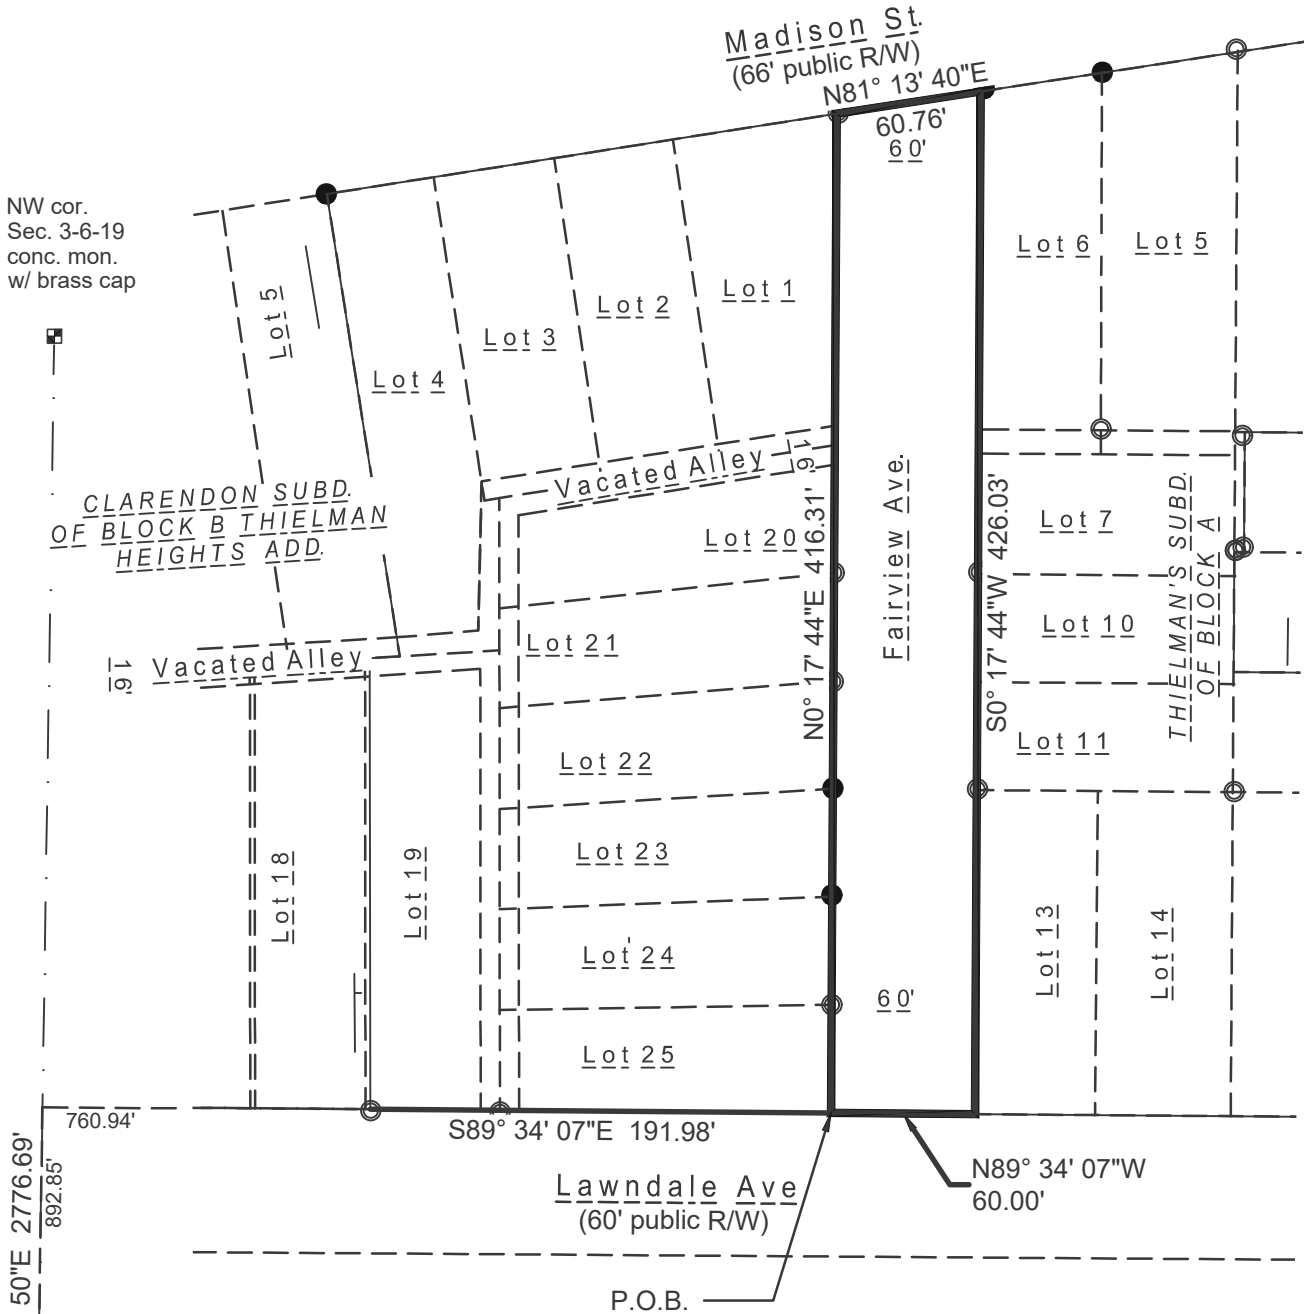 Madison St.
(66' public R/W)
N81° 13' 40"E
60.76'
60'
NW cor.
Sec. 3-6-19
conc. mon.
w/ brass cap
Lot 5
Lot 4
Lot 3
Lot 2
Lot 1
Lot 6
Lot 5
Vacated Alley
16'
CLARENDON SUBD.
OF BLOCK B THIELMAN
HEIGHTS ADD.
Vacated Alley
16'
Lot 20
Lot 21
Lot 22
Lot 23
Lot 24
Lot 25
Lot 18
Lot 19
N0° 17' 44"E 416.31'
Fairview Ave.
S0° 17' 44"W 426.03'
60'
Lot 7
Lot 10
Lot 11
THIELMAN'S SUBD.
OF BLOCK A
Lot 13
Lot 14
760.94'
50"E 2776.69'
892.85'
S89° 34' 07"E 191.98'
Lawndale Ave
(60' public R/W)
N89° 34' 07"W
60.00'
P.O.B.